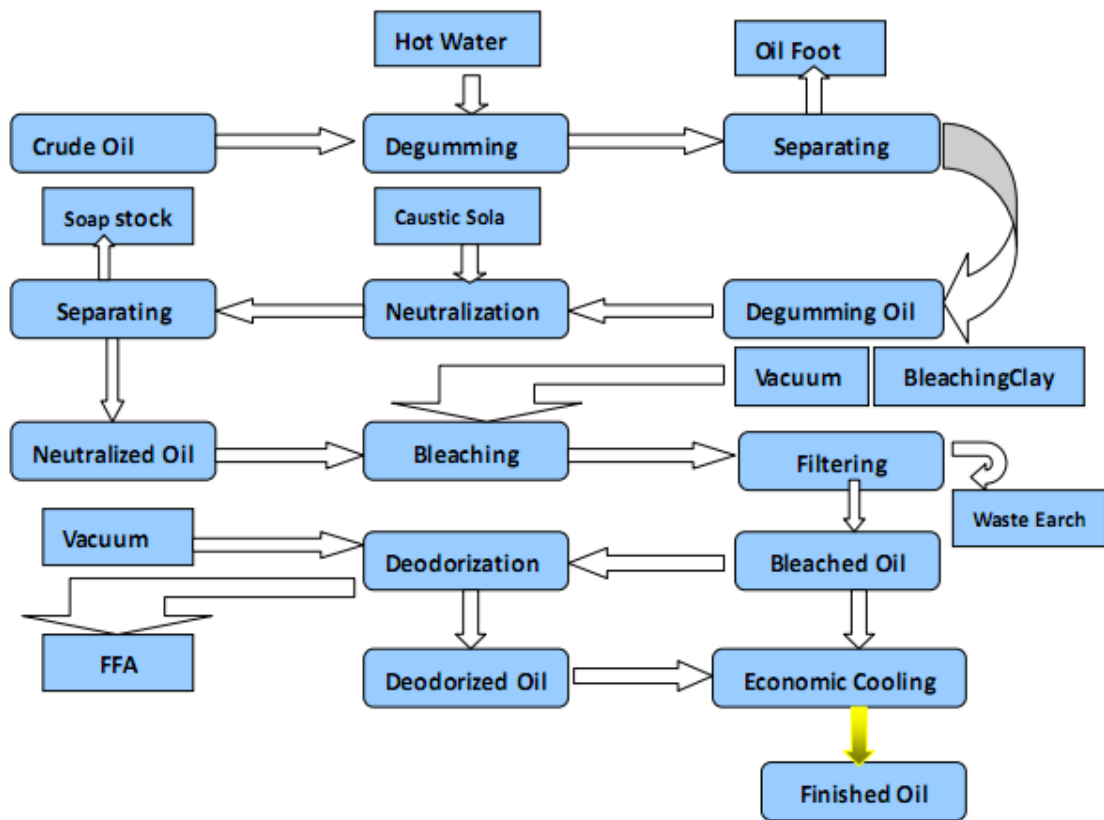 Hot Water
Oil Foot
Crude Oil
Degumming
Separating
Soap stock
Caustic Sola
Separating
Neutralization
Degumming Oil
Vacuum
BleachingClay
Neutralized Oil
Bleaching
Filtering
Waste Earch
Vacuum
Deodorization
Bleached Oil
FFA
Deodorized Oil
Economic Cooling
Finished Oil